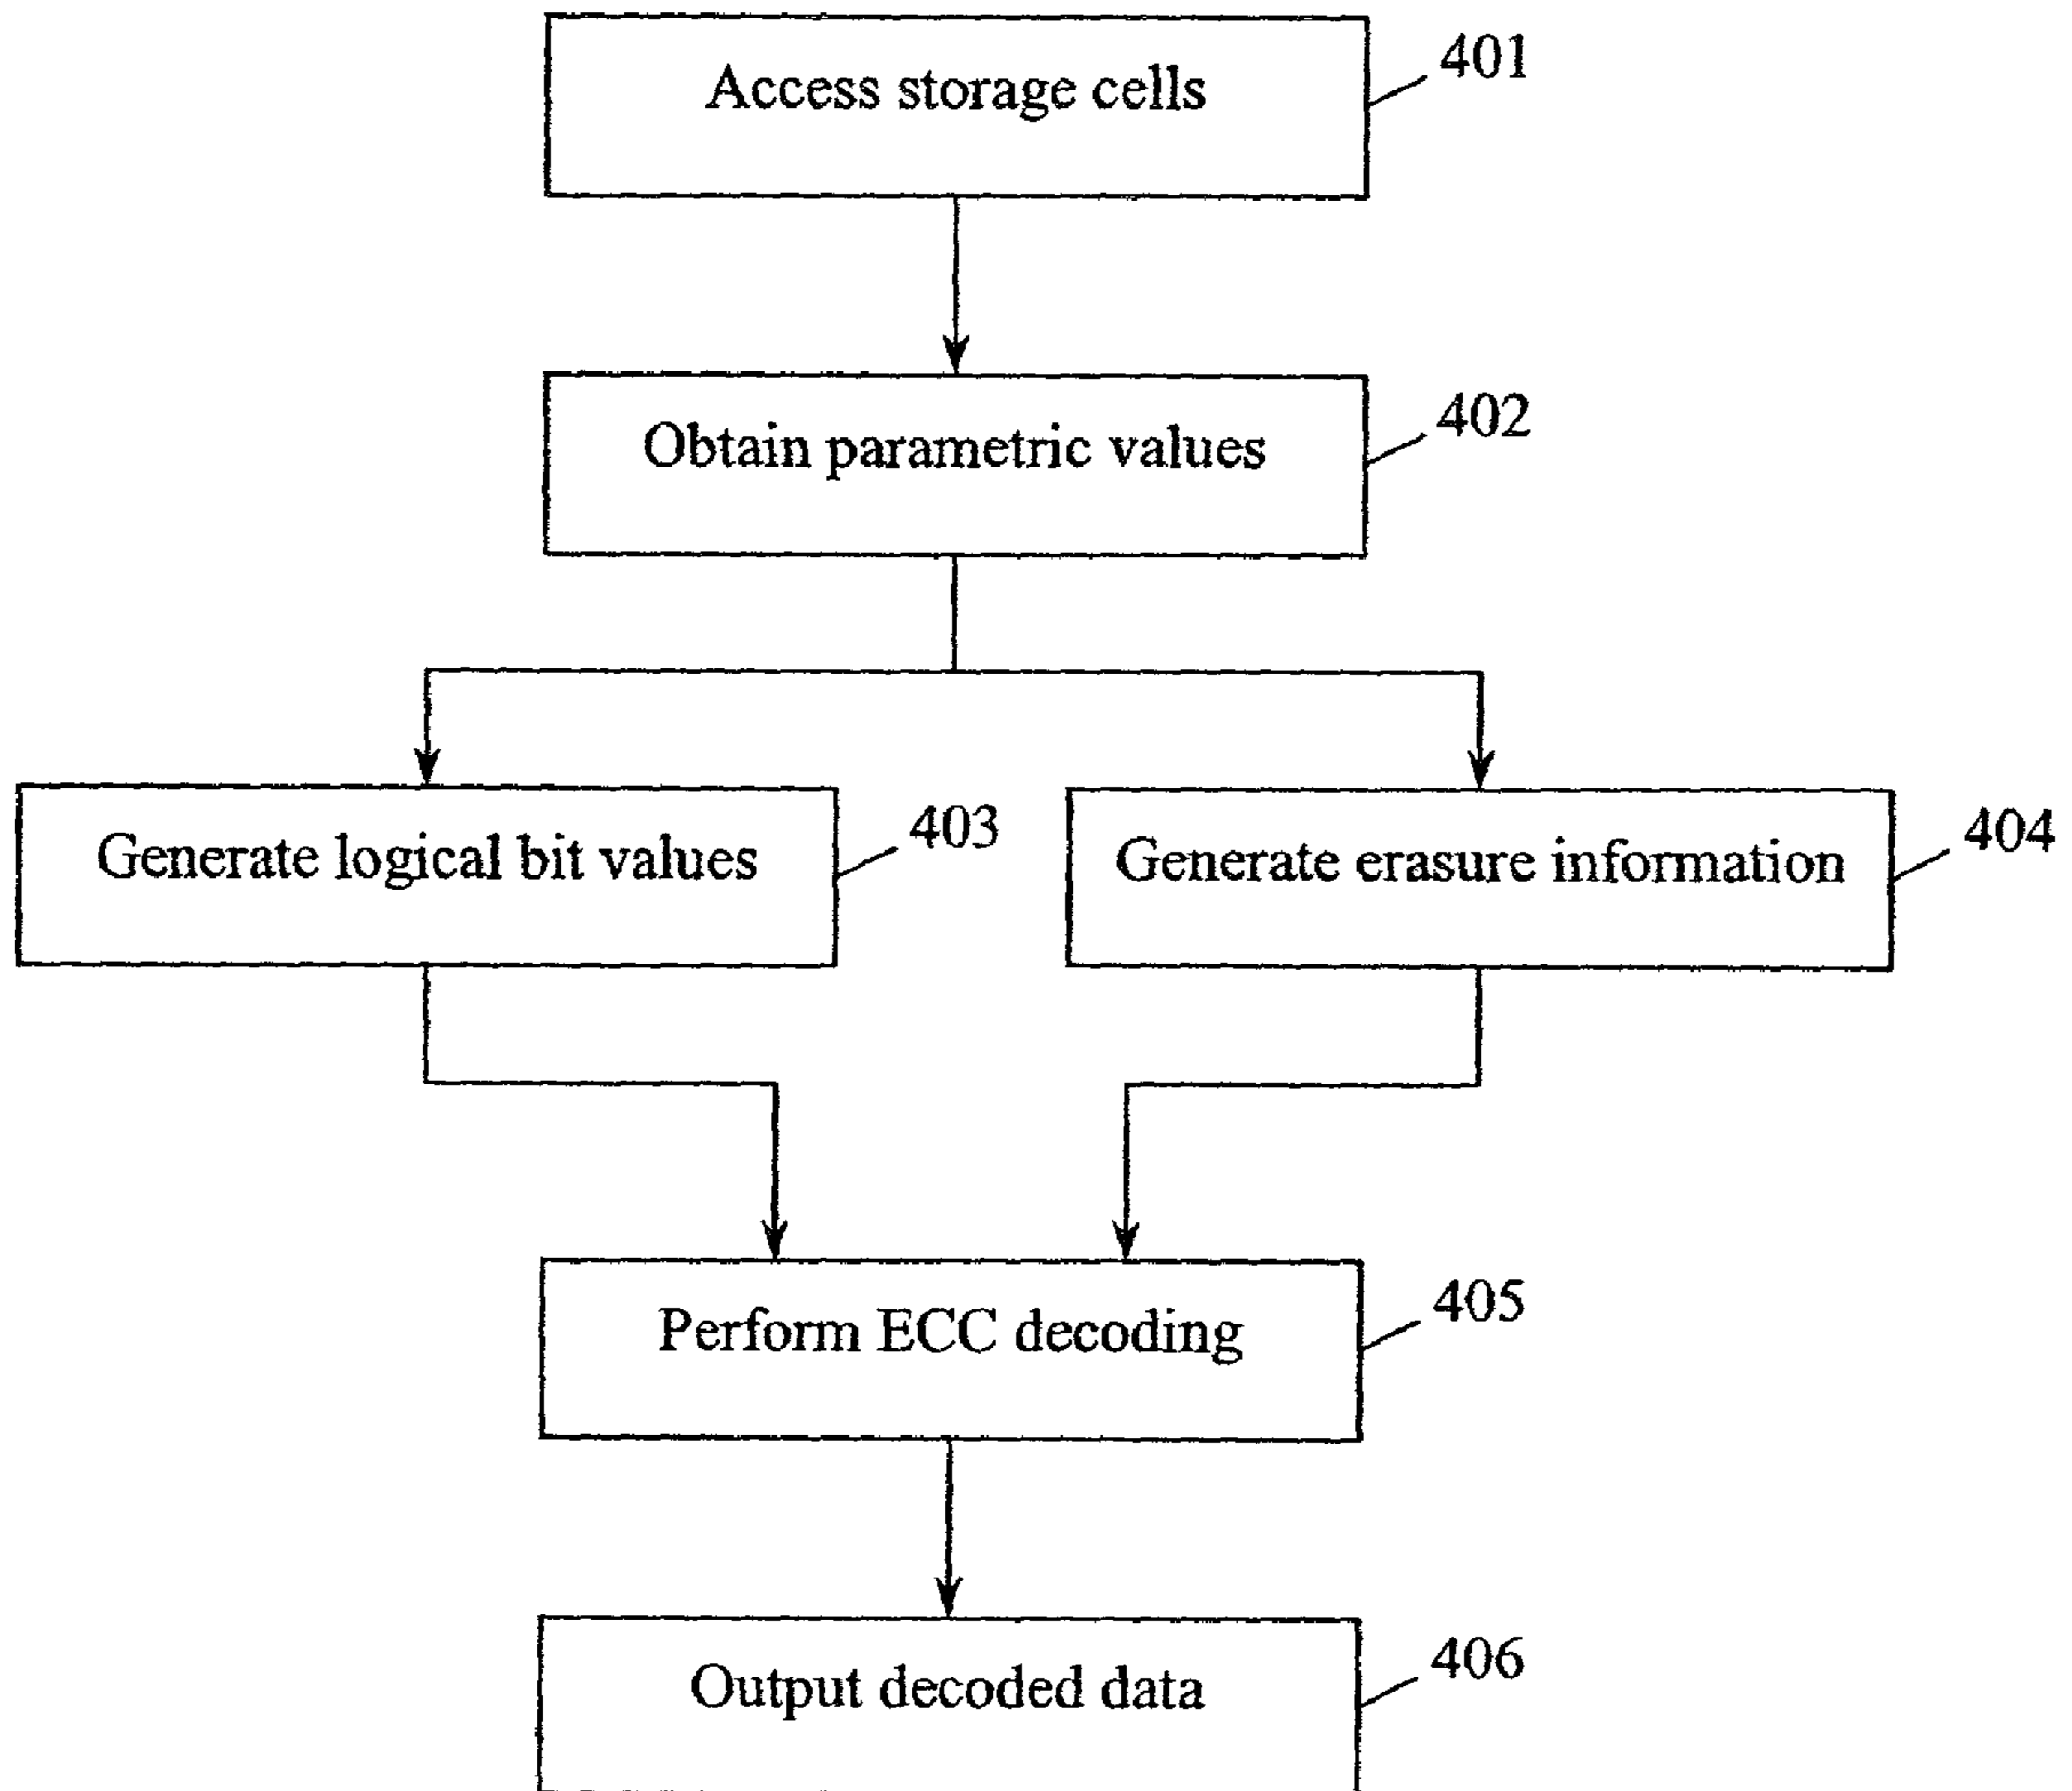 Access storage cells
401
Obtain parametric values
402
Generate logical bit values
403
Generate erasure information
404
Perform ECC decoding
405
Output decoded data
406